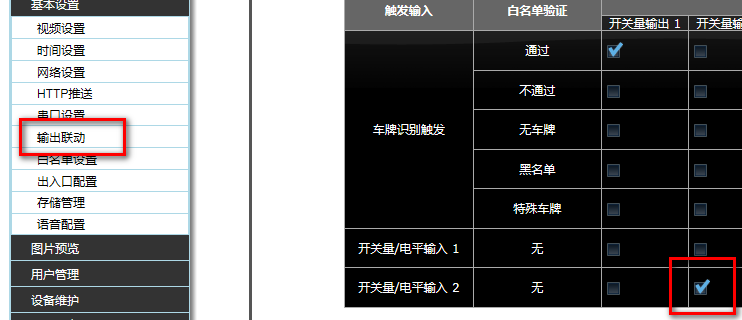 基本设置
视频设置
时间设置
网络设置
HTTP推送
串口设置
输出联动
白名单设置
出入口配置
存储管理
语音配置
图片预览
用户管理
设备维护
触发输入 白名单验证
开关量输出 1 开关量输
车牌识别触发
通过
不通过
无车牌
黑名单
特殊车牌
开关量/电平输入 1 无
开关量/电平输入 2 无